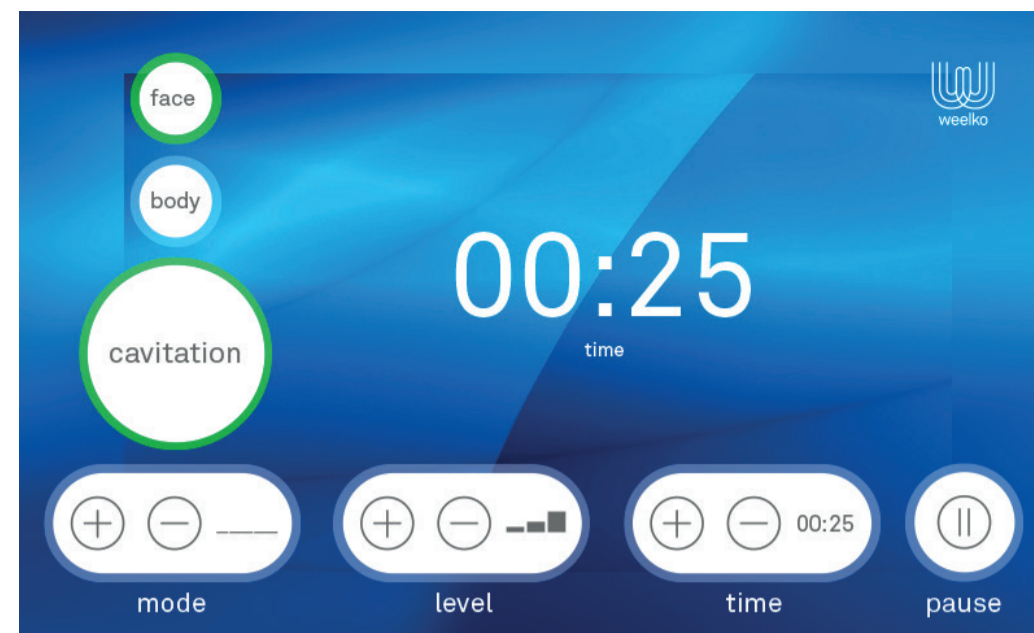 face
weelko
body
00:25
time
cavitation
00:25
mode
level
time
pause